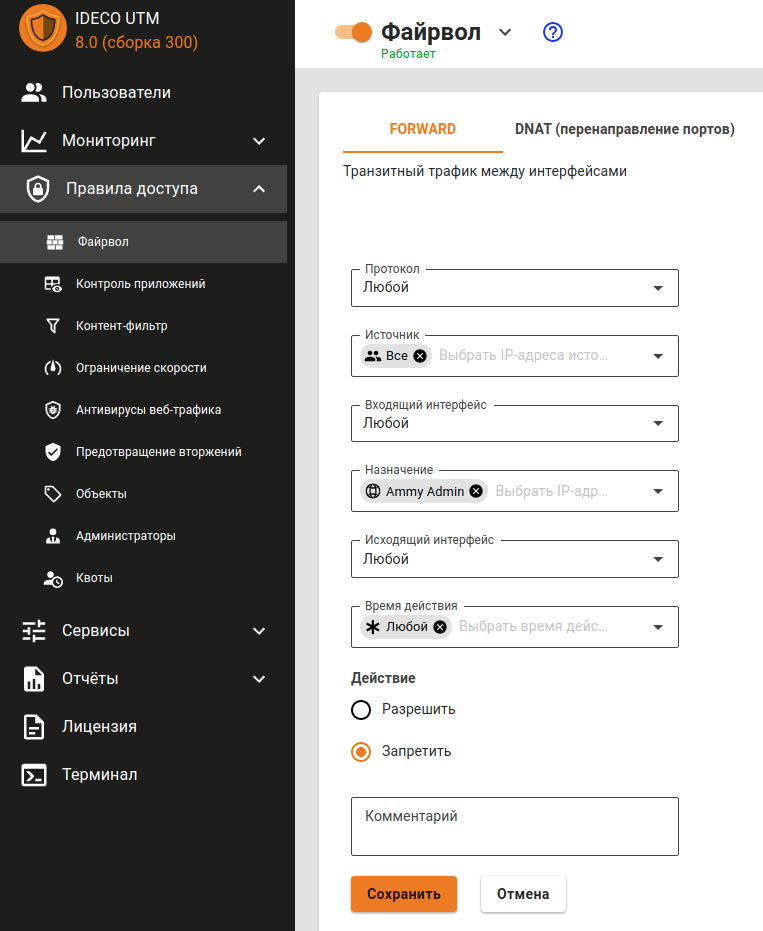 IDECO UTM
8.0 (сборка 300)
Пользователи
Мониторинг
Правила доступа
Файрвол
Контроль приложений
Контент-фильтр
Ограничение скорости
Антивирусы веб-трафика
Предотвращение вторжений
Объекты
Администраторы
Квоты
Сервисы
Отчёты
Лицензия
Терминал
Файрвол
Работает
FORWARD
DNAT (перенаправление портов)
Транзитный трафик между интерфейсами
Протокол
Любой
Источник
Все Выбрать IP-адреса исто...
Входящий интерфейс
Любой
Назначение
Ammy Admin Выбрать IP-адр...
Исходящий интерфейс
Любой
Время действия
Любой Выбрать время дейс...
Действие
Разрешить
Запретить
Комментарий
Сохранить
Отмена